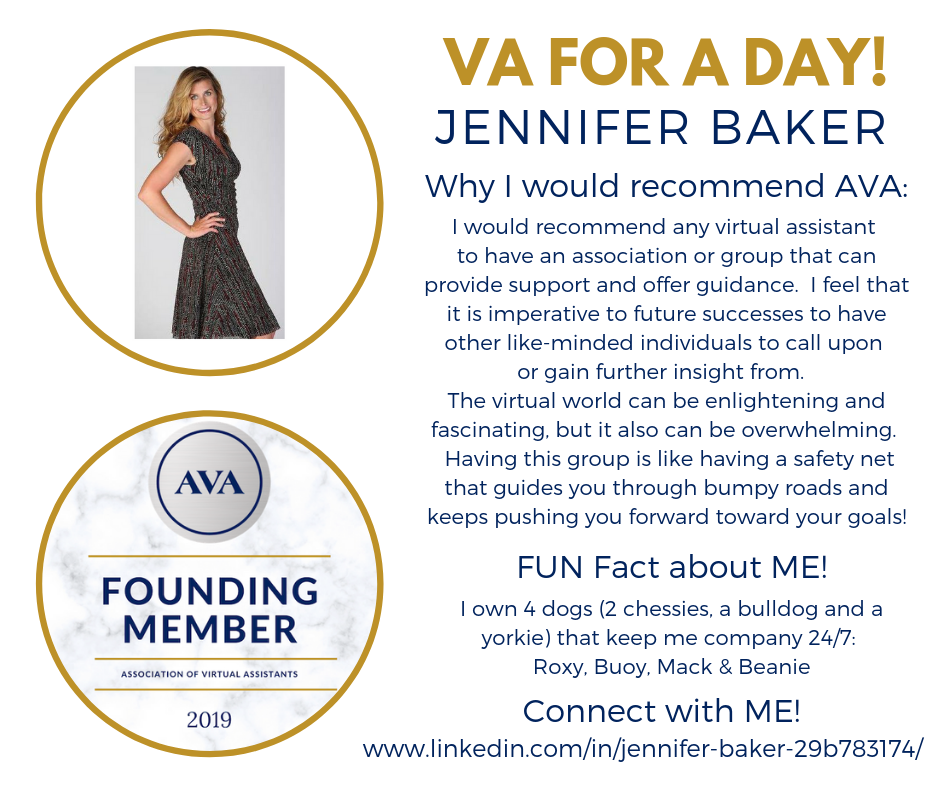 VA FOR A DAY!
JENNIFER BAKER
Why I would recommend AVA:
I would recommend any virtual assistant
to have an association or group that can
provide support and offer guidance.  I feel that
it is imperative to future successes to have
other like-minded individuals to call upon
or gain further insight from.
The virtual world can be enlightening and
fascinating, but it also can be overwhelming.
Having this group is like having a safety net
that guides you through bumpy roads and
keeps pushing you forward toward your goals!
FUN Fact about ME!
I own 4 dogs (2 chessies, a bulldog and a
yorkie) that keep me company 24/7:
Roxy, Buoy, Mack & Beanie
Connect with ME!
www.linkedin.com/in/jennifer-baker-29b783174/
AVA
FOUNDING
MEMBER
ASSOCIATION OF VIRTUAL ASSISTANTS
2019